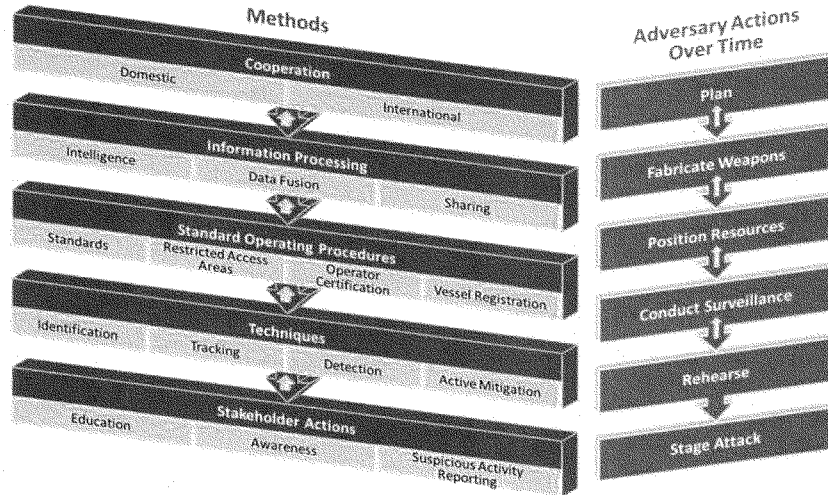 Methods
Cooperation
Domestic
International
Information Processing
Intelligence
Data Fusion
Sharing
Standard Operating Procedures
Standards
Restricted Access
Areas
Operator
Certification
Vessel Registration
Techniques
Identification
Tracking
Detection
Active Mitigation
Stakeholder Actions
Education
Awareness
Suspicious Activity
Reporting
Adversary Actions
Over Time
Plan
Fabricate Weapons
Position Resources
Conduct Surveillance
Rehearse
Stage Attack